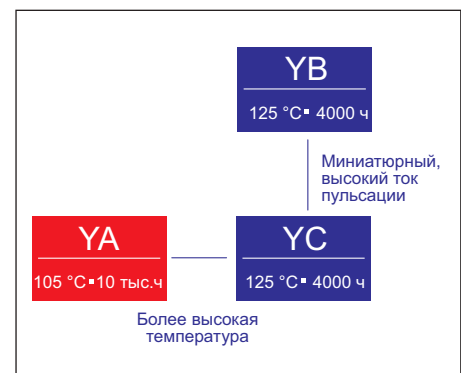 YB
125 °C▪ 4000 ч
Миниатюрный,
высокий ток
пульсации
YA
105 °C▪10 тыс.ч
YC
125 °C▪ 4000 ч
Более высокая
температура